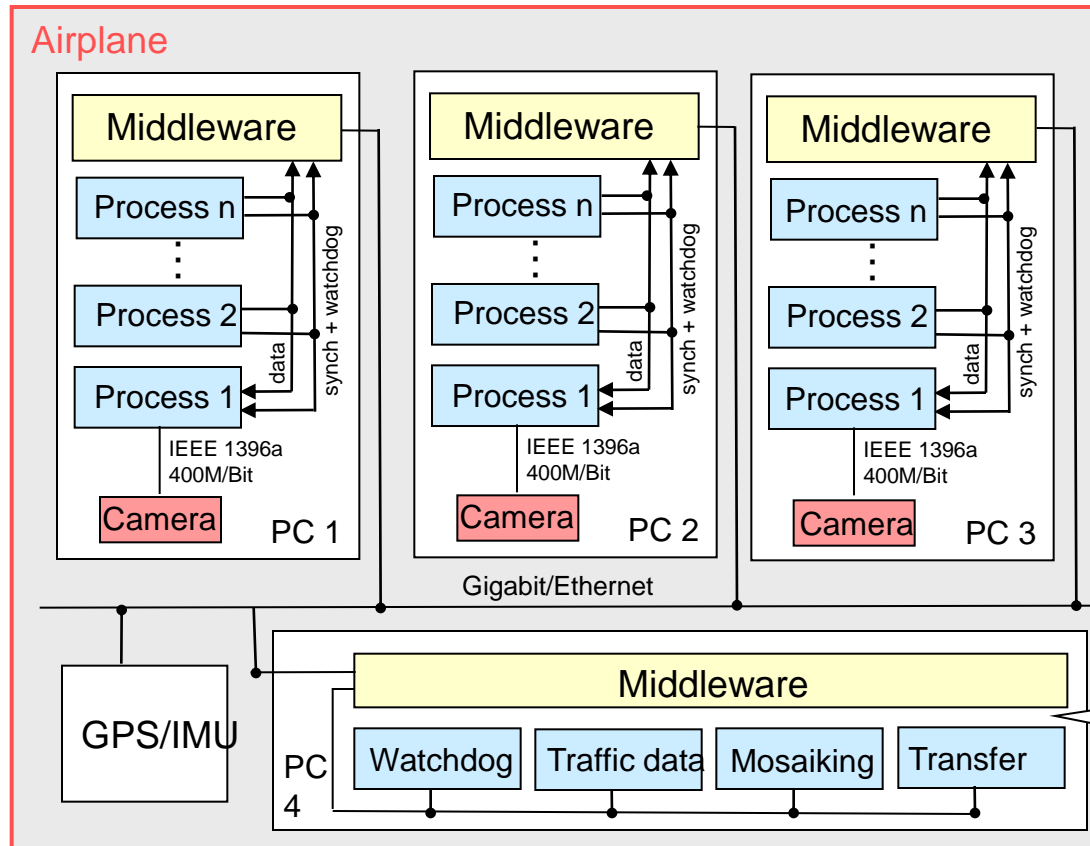 Airplane
Middleware
Process n
Process 2
Process 1
data
synch + watchdog
IEEE 1396a
400M/Bit
Camera
PC 1
Middleware
Process n
Process 2
Process 1
data
synch + watchdog
IEEE 1396a
400M/Bit
Camera
PC 2
Middleware
Process n
Process 2
Process 1
data
synch + watchdog
IEEE 1396a
400M/Bit
Camera
PC 3
Gigabit/Ethernet
GPS/IMU
Middleware
PC
4
Watchdog
Traffic data
Mosaiking
Transfer